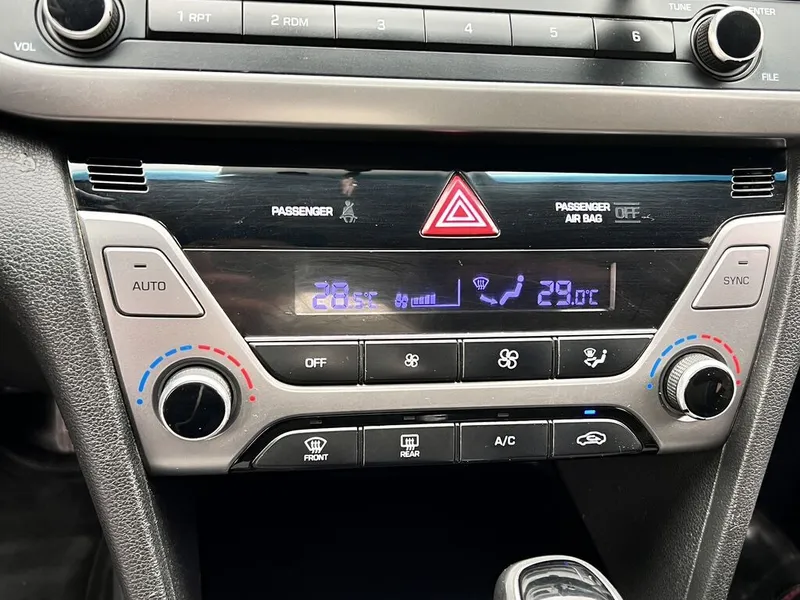 VOL
1 RPT
2 RDM
3
4
5
6
TUNE
ENTER
FILE
PASSENGER
PASSENGER
AIR BAG OFF
AUTO
28.5°C
29.0°C
SYNC
OFF
FRONT
REAR
A/C